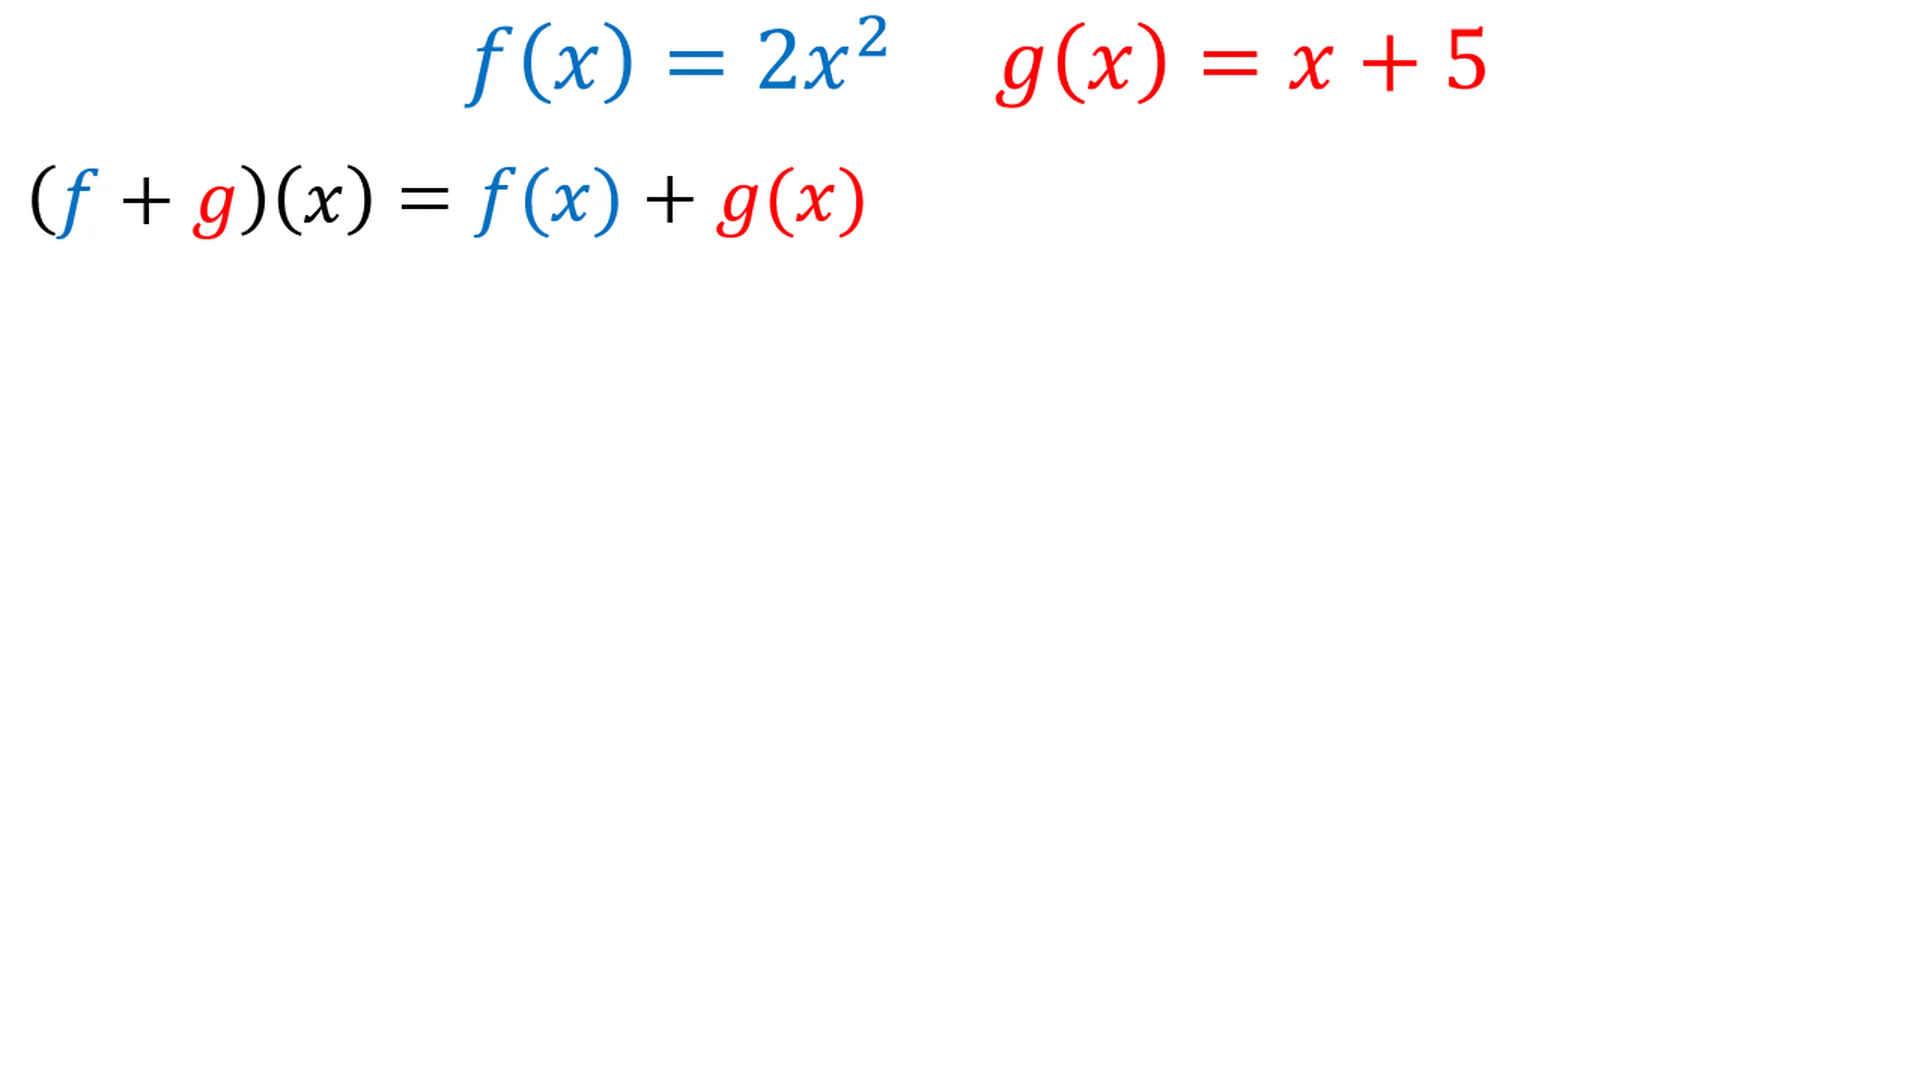 f(x) = 2x² g(x) = x + 5
(f + g)(x) = f(x) + g(x)